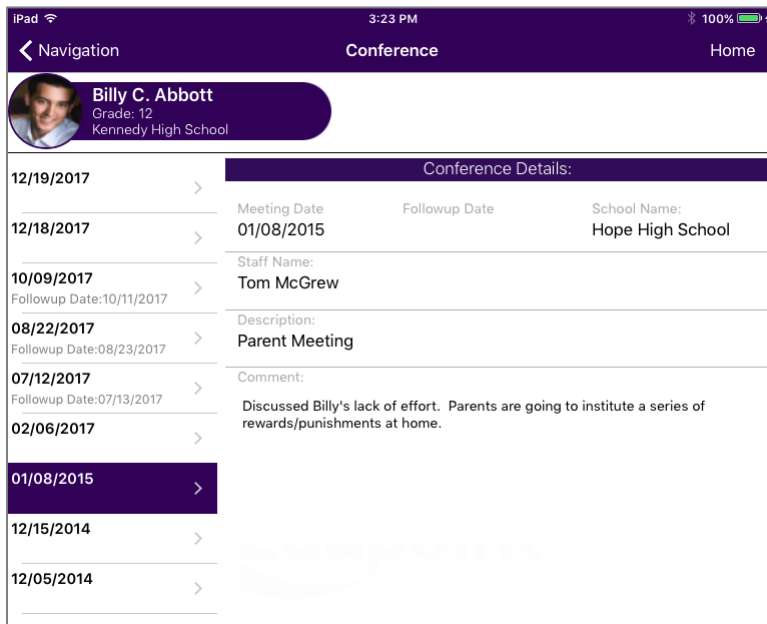 iPad 3:23 PM 100%
Navigation Conference Home
Billy C. Abbott
Grade: 12
Kennedy High School
12/19/2017
12/18/2017
10/09/2017
Followup Date:10/11/2017
08/22/2017
Followup Date:08/23/2017
07/12/2017
Followup Date:07/13/2017
02/06/2017
01/08/2015
12/15/2014
12/05/2014
Conference Details:
Meeting Date Followup Date School Name:
01/08/2015 Hope High School
Staff Name:
Tom McGrew
Description:
Parent Meeting
Comment:
Discussed Billy's lack of effort.  Parents are going to institute a series of
rewards/punishments at home.